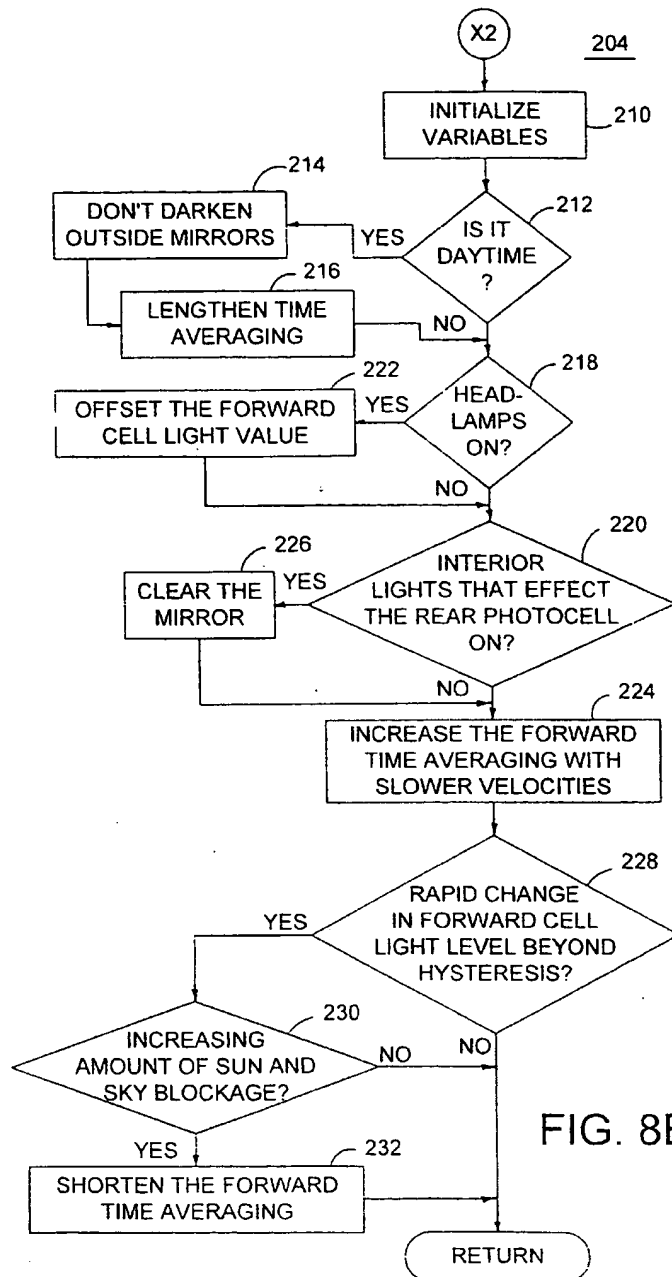 X2
204
INITIALIZE
VARIABLES
210
214
DON'T DARKEN
OUTSIDE MIRRORS
YES
212
IS IT
DAYTIME
?
216
LENGTHEN TIME
AVERAGING
NO
222
OFFSET THE FORWARD
CELL LIGHT VALUE
YES
218
HEAD-
LAMPS
ON?
NO
220
226
CLEAR THE
MIRROR
YES
INTERIOR
LIGHTS THAT EFFECT
THE REAR PHOTOCELL
ON?
NO
224
INCREASE THE FORWARD
TIME AVERAGING WITH
SLOWER VELOCITIES
228
YES
RAPID CHANGE
IN FORWARD CELL
LIGHT LEVEL BEYOND
HYSTERESIS?
230
INCREASING
AMOUNT OF SUN AND
SKY BLOCKAGE?
NO
NO
YES
232
SHORTEN THE FORWARD
TIME AVERAGING
FIG. 8B
RETURN